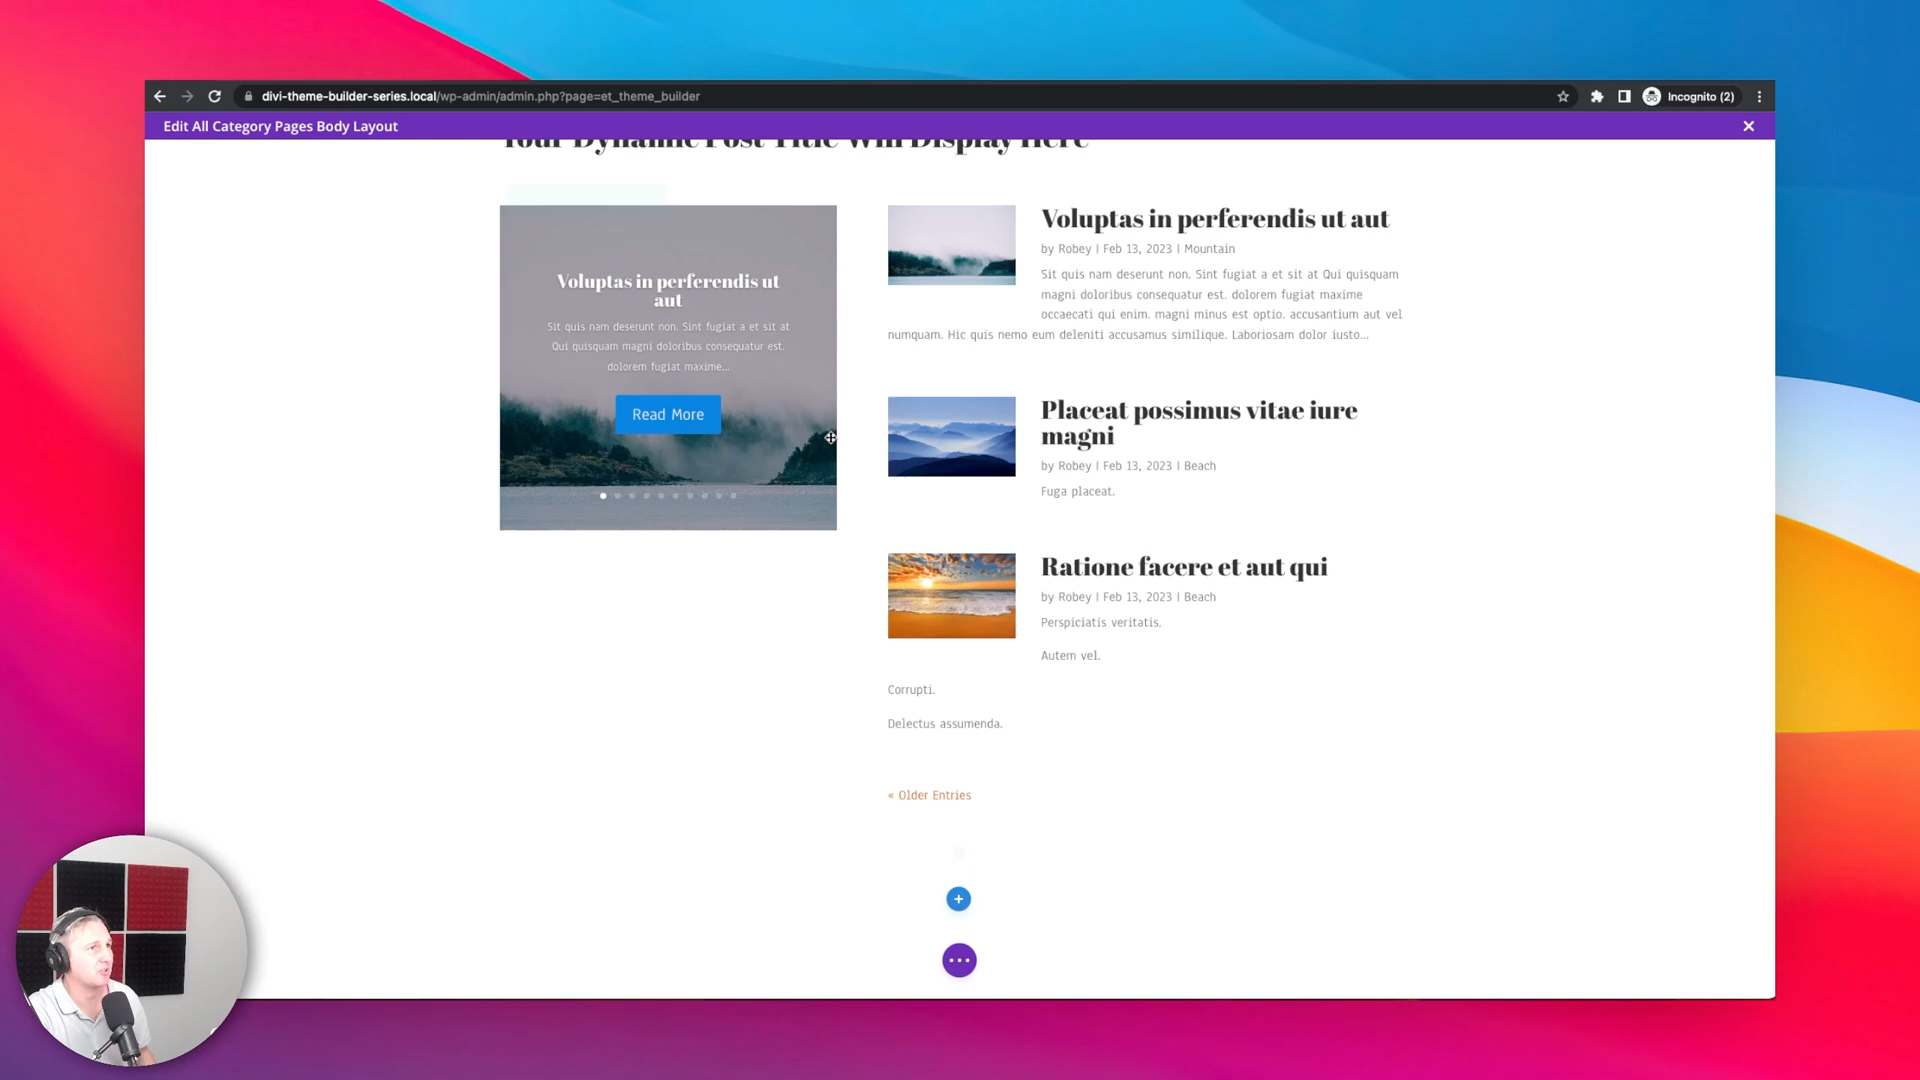 divi-theme-builder-series.local/wp-admin/admin.php?page=et_theme_builder
Incognito (2)
Edit All Category Pages Body Layout
Your Dynamic Post Title Will Display Here
Voluptas in perferendis ut
aut
Sit quis nam deserunt non. Sint fugiat a et sit at
Qui quisquam magni doloribus consequatur est.
dolorem fugiat maxime...
Read More
Voluptas in perferendis ut aut
by Robey | Feb 13, 2023 | Mountain
Sit quis nam deserunt non. Sint fugiat a et sit at Qui quisquam
magni doloribus consequatur est. dolorem fugiat maxime
occaecati qui enim. magni minus est optio. accusantium aut vel
numquam. Hic quis nemo eum deleniti accusamus similique. Laboriosam dolor iusto...
Placeat possimus vitae iure
magni
by Robey | Feb 13, 2023 | Beach
Fuga placeat.
Ratione facere et aut qui
by Robey | Feb 13, 2023 | Beach
Perspiciatis veritatis.
Autem vel.
Corrupti.
Delectus assumenda.
« Older Entries